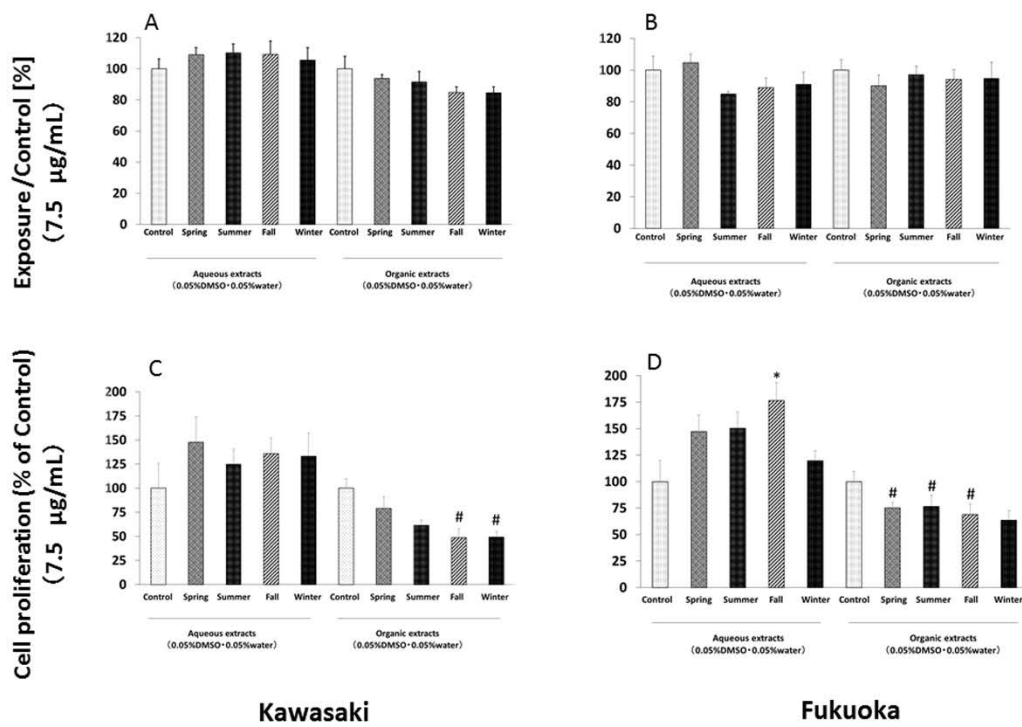 A
Exposure/Control [%]
(7.5 μg/mL)
120
100
80
60
40
20
0
Control Spring Summer Fall Winter Control Spring Summer Fall Winter
Aqueous extracts
(0.05%DMSO・0.05%water)
Organic extracts
(0.05%DMSO・0.05%water)
B
120
100
80
60
40
20
0
Control Spring Summer Fall Winter Control Spring Summer Fall Winter
Aqueous extracts
(0.05%DMSO・0.05%water)
Organic extracts
(0.05%DMSO・0.05%water)
C
Cell proliferation (% of Control)
(7.5 μg/mL)
200
175
150
125
100
75
50
25
0
# #
Control Spring Summer Fall Winter Control Spring Summer Fall Winter
Aqueous extracts
(0.05%DMSO・0.05%water)
Organic extracts
(0.05%DMSO・0.05%water)
D
200
175
150
125
100
75
50
25
0
*
# # #
Control Spring Summer Fall Winter Control Spring Summer Fall Winter
Aqueous extracts
(0.05%DMSO・0.05%water)
Organic extracts
(0.05%DMSO・0.05%water)
Kawasaki
Fukuoka